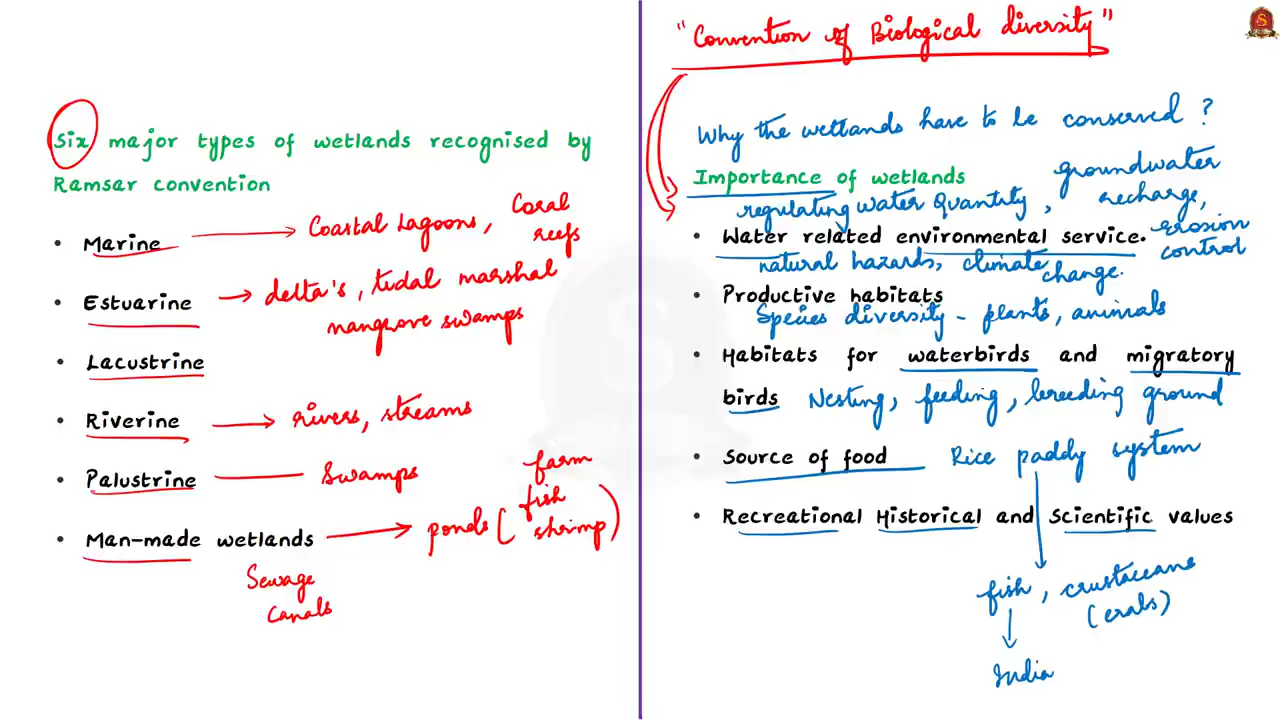 Six major types of wetlands recognised by
Ramsar convention
• Marine → Coastal Lagoons, Coral
reefs
• Estuarine → delta's, tidal marshal
mangrove swamps
• Lacustrine
• Riverine → rivers, streams
• Palustrine — Swamps
• Man-made wetlands → ponds (farm
fish
shrimp)
Sewage
Canals
"Convention of Biological diversity"
Why the wetlands have to be conserved ?
Importance of wetlands
regulating water Quantity, groundwater
recharge,
• Water related environmental service. erosion
control
natural hazards, climate
change.
• Productive habitats
Species diversity - plants, animals
• Habitats for waterbirds and migratory
birds Nesting, feeding, breeding ground
• Source of food Rice paddy system
• Recreational Historical and Scientific values
fish, crustaceans
(crabs)
India
S